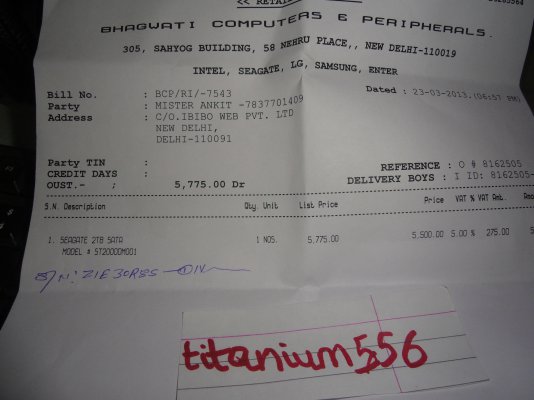 << RETAIL
BHAGWATI COMPUTERS & PERIPHERALS.
305, SAHYOG BUILDING, 58 NEHRU PLACE,, NEW DELHI-110019
INTEL, SEAGATE, LG, SAMSUNG, ENTER
Bill No. : BCP/RI/-7543 Dated : 23-03-2013.(06:57 PM)
Party : MISTER ANKIT -7837701409
Address : C/O.IBIBO WEB PVT. LTD
NEW DELHI,
DELHI-110091
Party TIN :
CREDIT DAYS : REFERENCE : O # 8162505
OUST.- ; 5,775.00 Dr DELIVERY BOYS : I ID: 8162505-
S.N. Description Qty. Unit List Price Price VAT % VAT Amt.
1. SEAGATE 2TB SATA 1 NOS. 5,775.00 5,500.00 5.00 % 275.00
MODEL # ST2000DM001
S/N:
titanium556